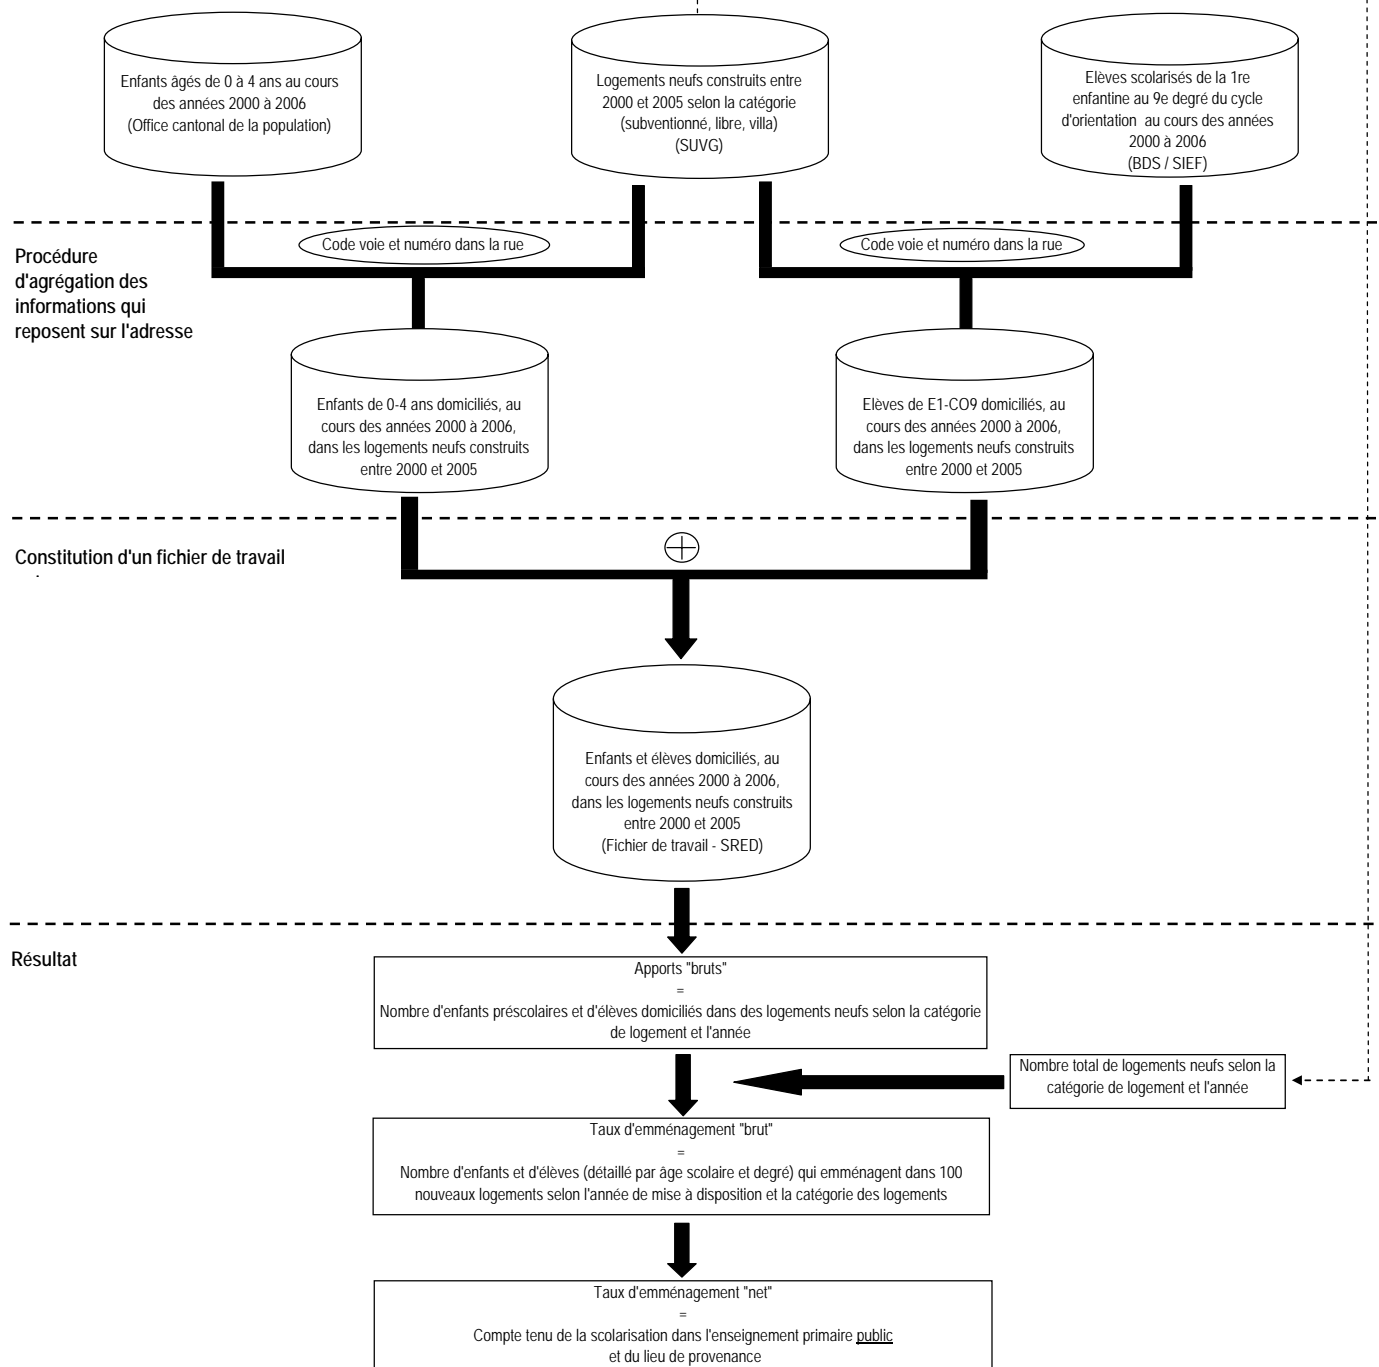 Enfants âgés de 0 à 4 ans au cours
des années 2000 à 2006
(Office cantonal de la population)
Logements neufs construits entre
2000 et 2005 selon la catégorie
(subventionné, libre, villa)
(SUVG)
Elèves scolarisés de la 1re
enfantine au 9e degré du cycle
d'orientation au cours des années
2000 à 2006
(BDS / SIEF)
Procédure
d'agrégation des
informations qui
reposent sur l'adresse
Code voie et numéro dans la rue
Code voie et numéro dans la rue
Enfants de 0-4 ans domiciliés, au
cours des années 2000 à 2006,
dans les logements neufs construits
entre 2000 et 2005
Elèves de E1-CO9 domiciliés, au
cours des années 2000 à 2006,
dans les logements neufs construits
entre 2000 et 2005
Constitution d'un fichier de travail
Enfants et élèves domiciliés, au
cours des années 2000 à 2006,
dans les logements neufs construits
entre 2000 et 2005
(Fichier de travail - SRED)
Résultat
Apports "bruts"
=
Nombre d'enfants préscolaires et d'élèves domiciliés dans des logements neufs selon la catégorie
de logement et l'année
Nombre total de logements neufs selon la
catégorie de logement et l'année
Taux d'emménagement "brut"
=
Nombre d'enfants et d'élèves (détaillé par âge scolaire et degré) qui emménagent dans 100
nouveaux logements selon l'année de mise à disposition et la catégorie des logements
Taux d'emménagement "net"
=
Compte tenu de la scolarisation dans l'enseignement primaire public
et du lieu de provenance